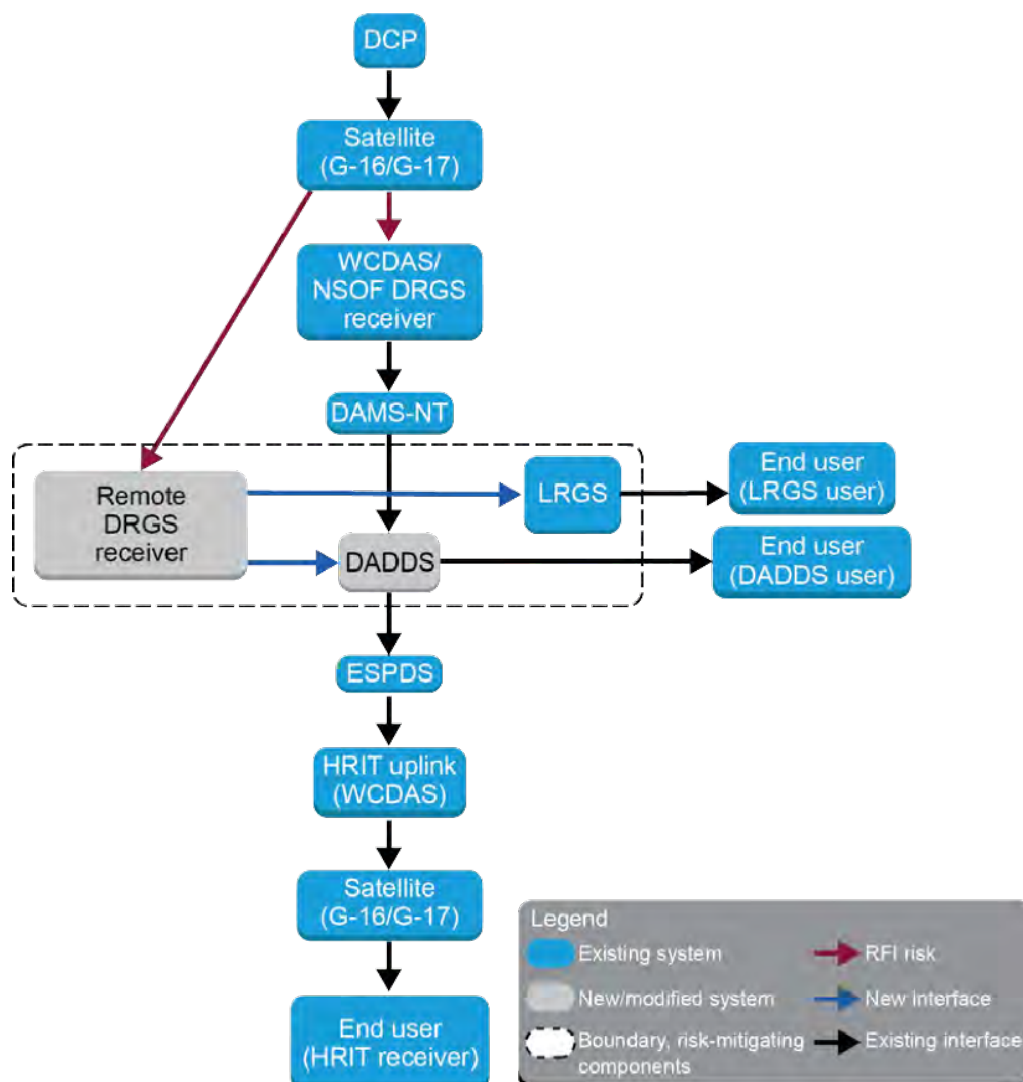 DCP
Satellite
(G-16/G-17)
WCDAS/
NSOF DRGS
receiver
DAMS-NT
Remote
DRGS
receiver
LRGS
End user
(LRGS user)
DADDS
End user
(DADDS user)
ESPDS
HRIT uplink
(WCDAS)
Satellite
(G-16/G-17)
End user
(HRIT receiver)
Legend
Existing system
RFI risk
New/modified system
New interface
Boundary, risk-mitigating
components
Existing interface